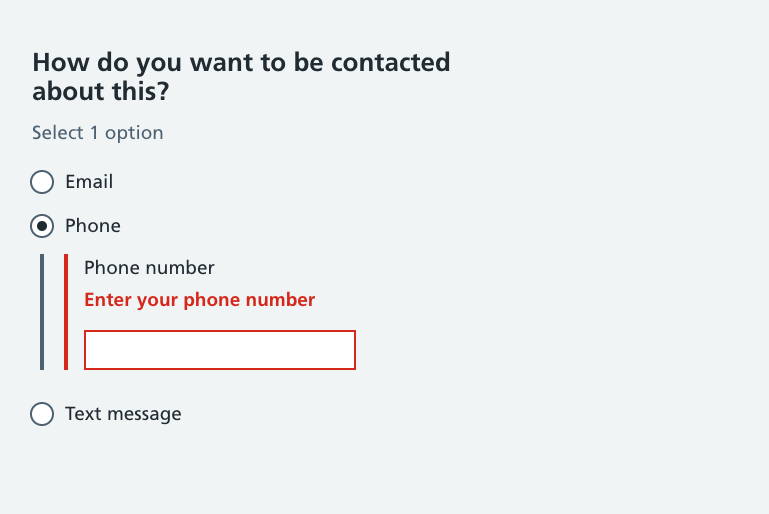 How do you want to be contacted
about this?
Select 1 option
Email
Phone
Phone number
Enter your phone number
Text message